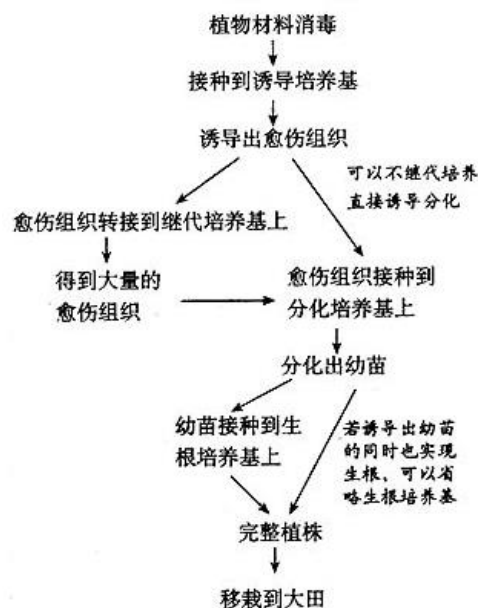 植物材料消毒
接种到诱导培养基
诱导出愈伤组织
可以不继代培养
直接诱导分化
愈伤组织转接到继代培养基上
得到大量的
愈伤组织
愈伤组织接种到
分化培养基上
分化出幼苗
幼苗接种到生
根培养基上
若诱导出幼苗
的同时也实现
生根、可以省
略生根培养基
完整植株
移栽到大田